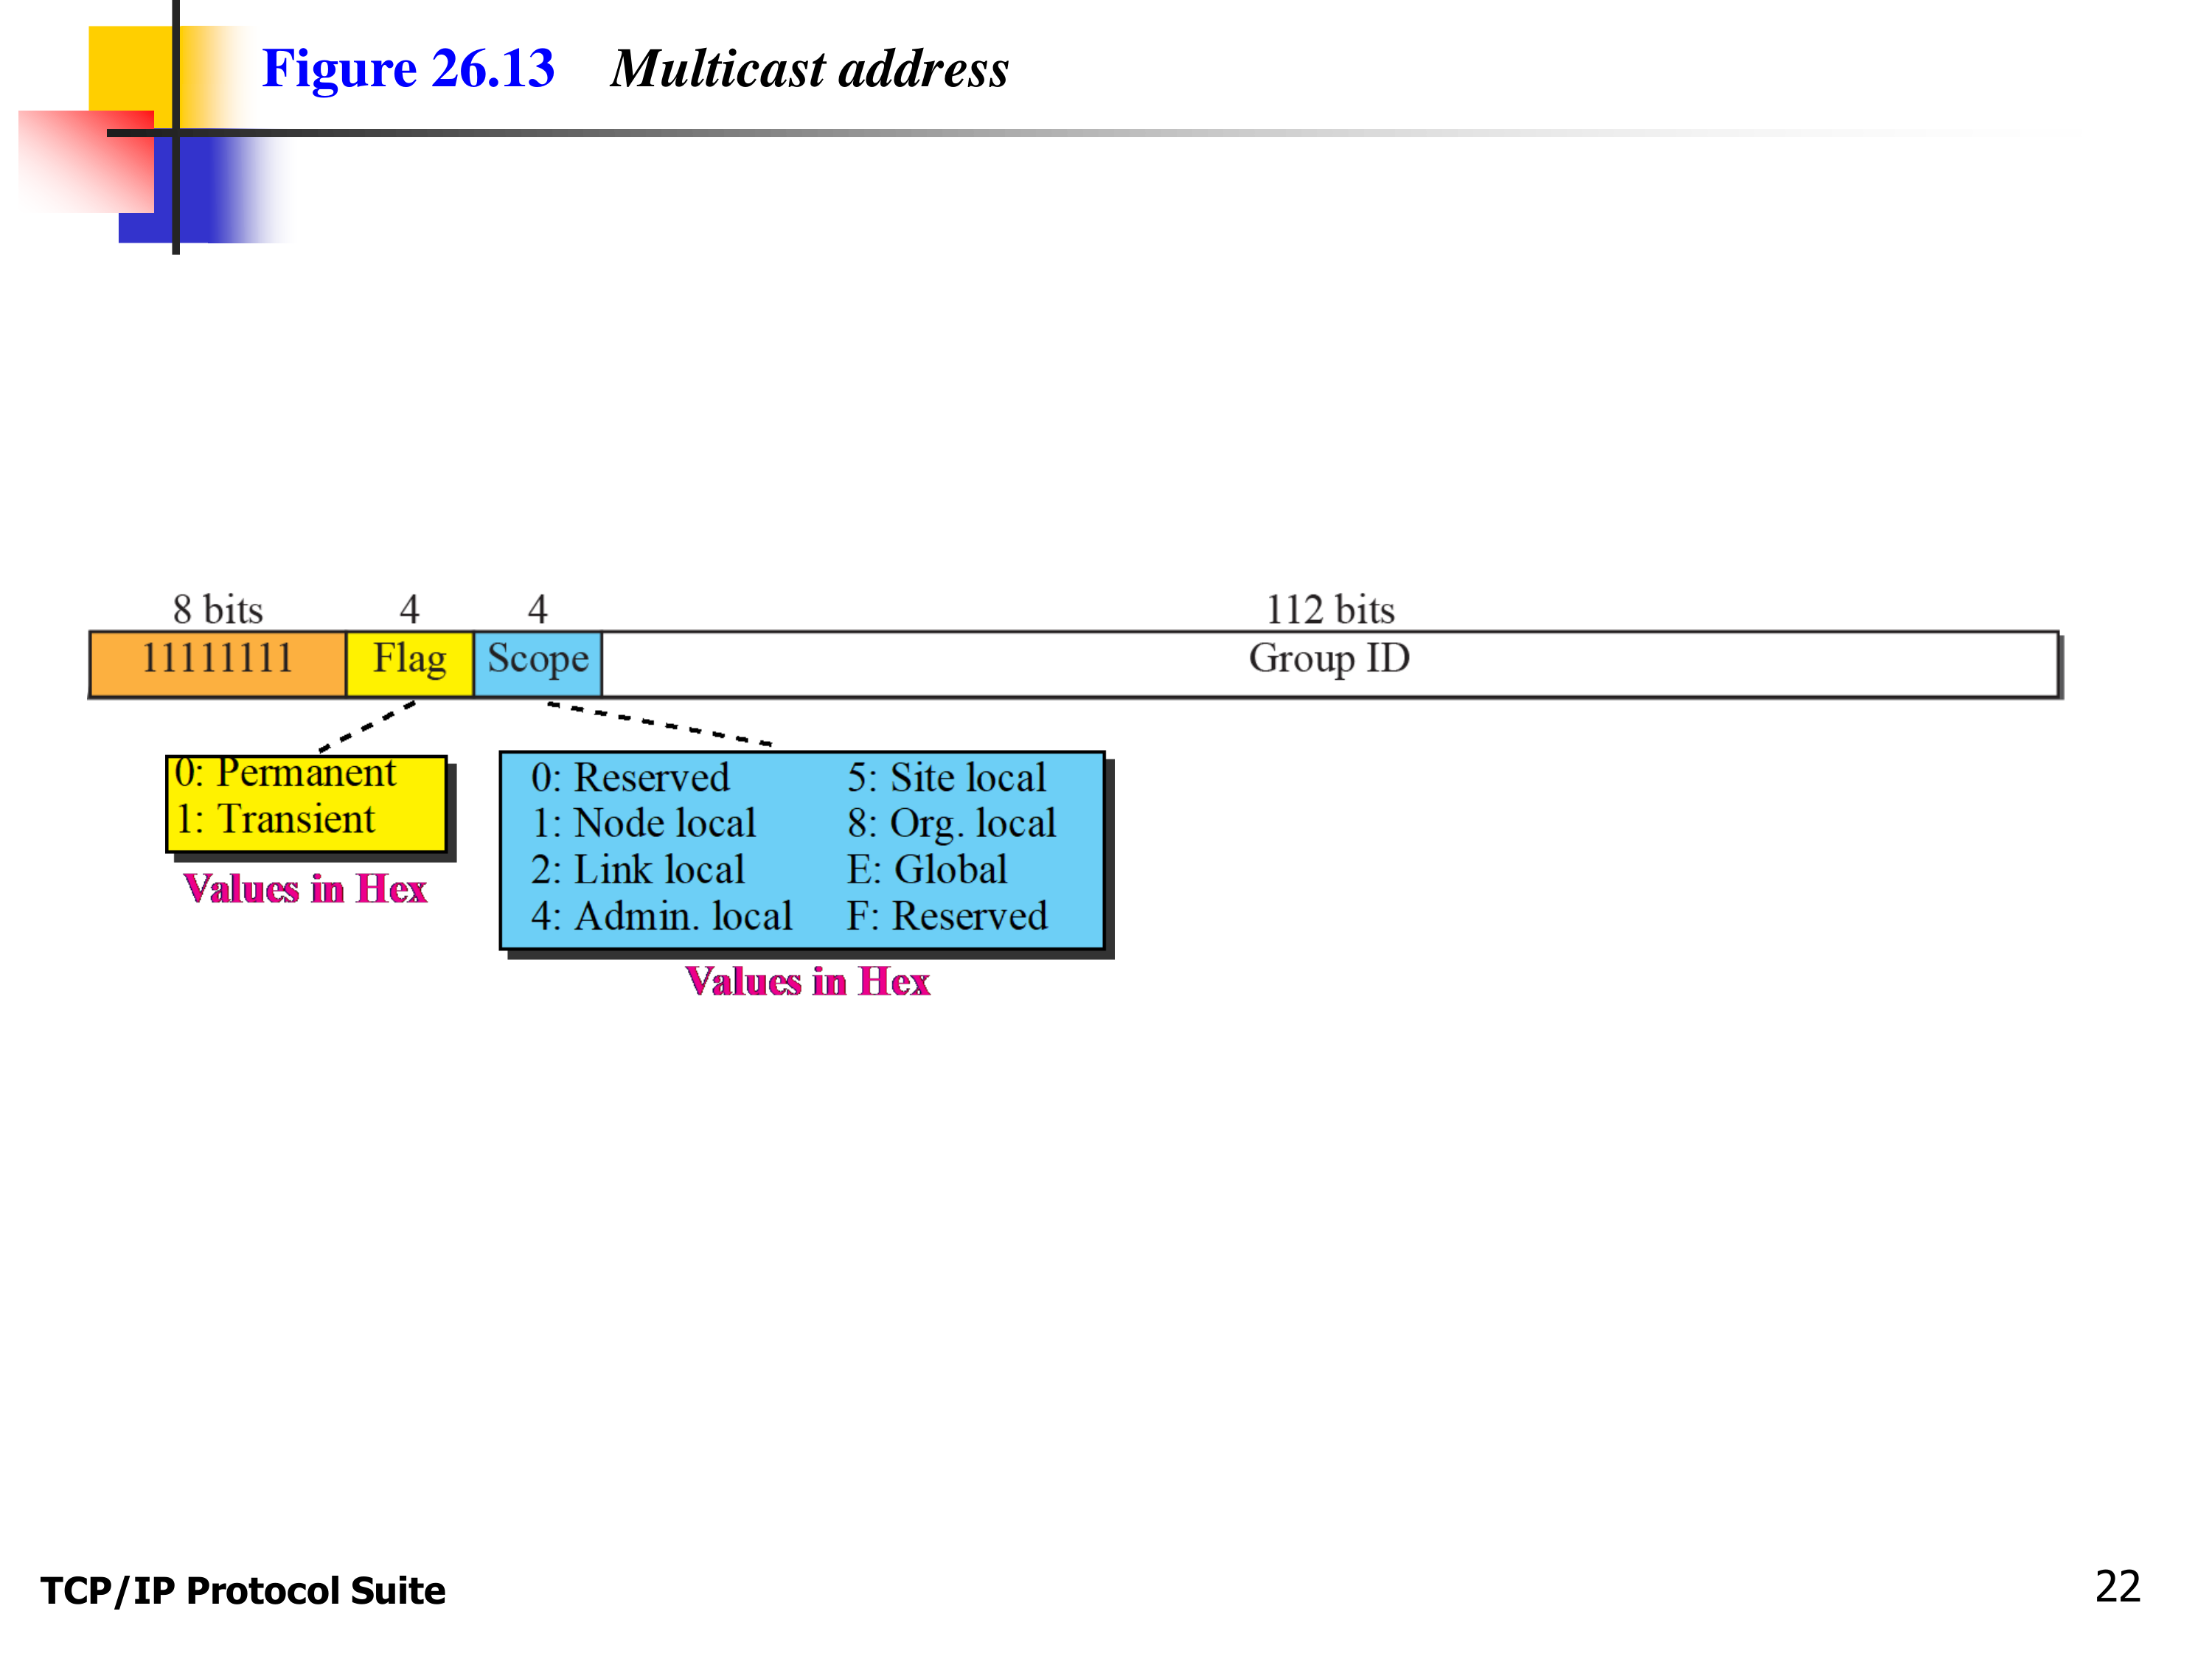 Figure 26.13 Multicast address
8 bits 4 4 112 bits
11111111 Flag Scope Group ID
0: Permanent
1: Transient
Values in Hex
0: Reserved 5: Site local
1: Node local 8: Org. local
2: Link local E: Global
4: Admin. local F: Reserved
Values in Hex
TCP/IP Protocol Suite 22